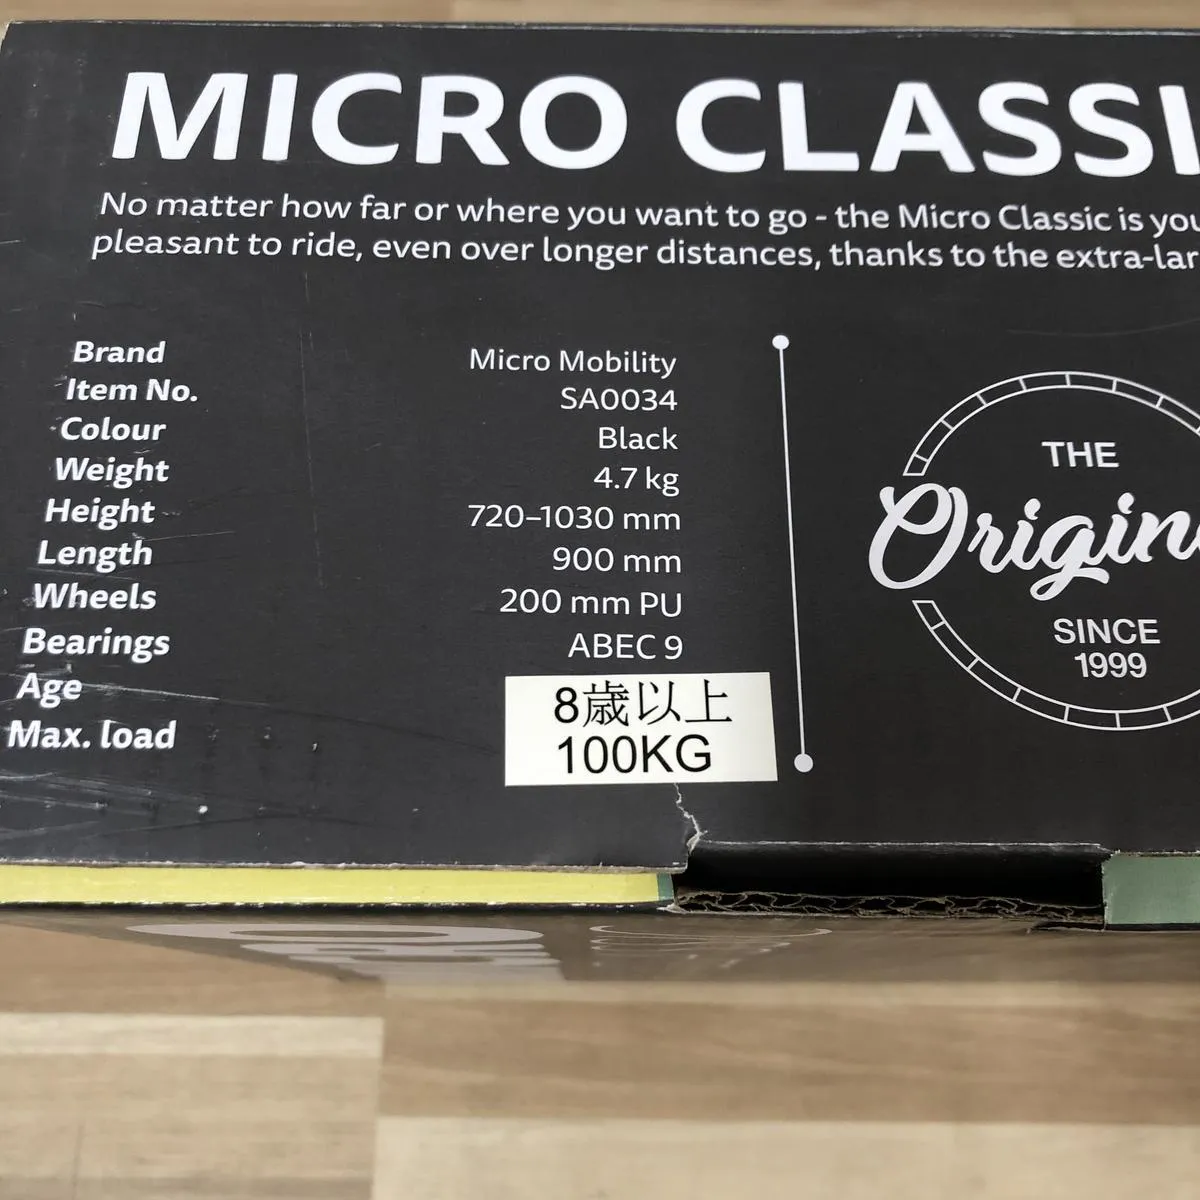 MICRO CLASSI
No matter how far or where you want to go - the Micro Classic is you
pleasant to ride, even over longer distances, thanks to the extra-lar
Brand Micro Mobility
Item No. SA0034
Colour Black
Weight 4.7 kg
Height 720–1030 mm
Length 900 mm
Wheels 200 mm PU
Bearings ABEC 9
Age 8歳以上
Max. load 100KG
THE
Origin
SINCE
1999